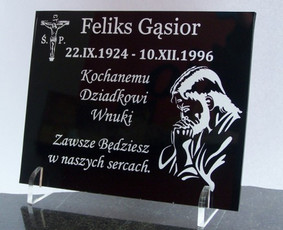 Feliks Gąsior
Ś. P.
22.IX.1924 - 10.XII.1996
Kochanemu
Dziadkowi
Wnuki
Zawsze Będziesz
w naszych sercach.